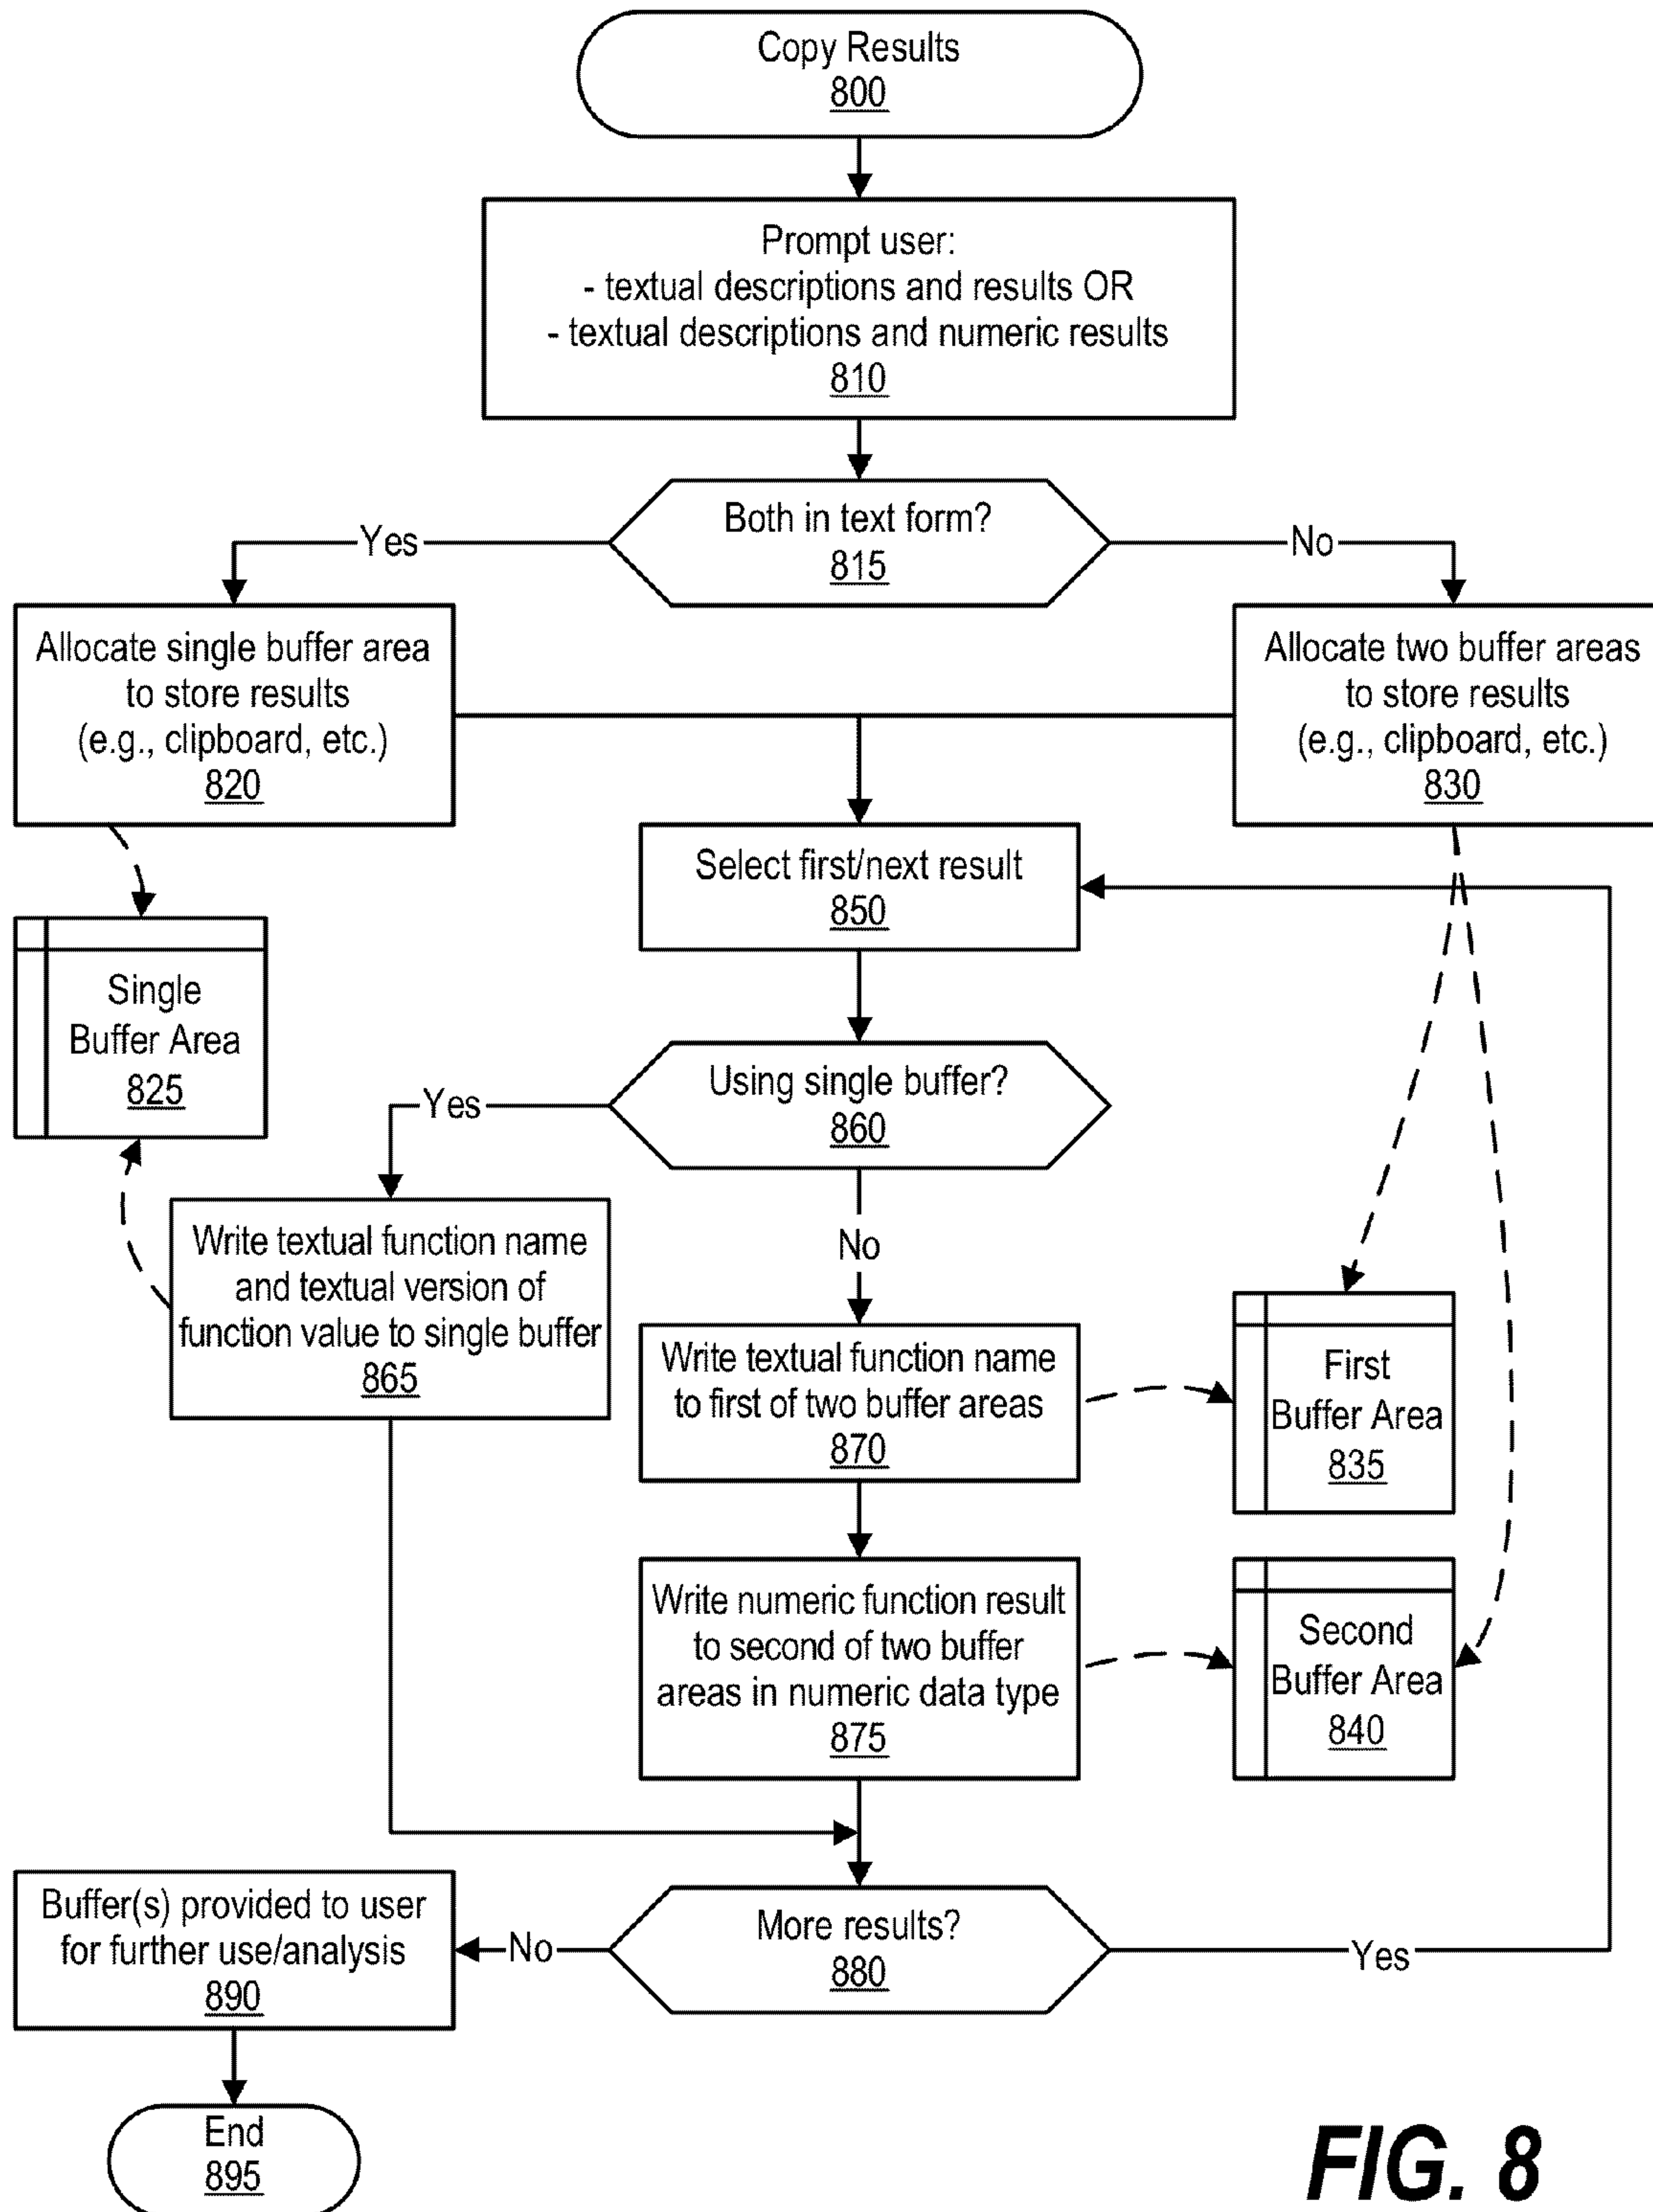 Copy Results
800
Prompt user:
- textual descriptions and results OR
- textual descriptions and numeric results
810
Both in text form?
815
Yes
No
Allocate single buffer area
to store results
(e.g., clipboard, etc.)
820
Allocate two buffer areas
to store results
(e.g., clipboard, etc.)
830
Select first/next result
850
Single
Buffer Area
825
Using single buffer?
860
Yes
No
Write textual function name
and textual version of
function value to single buffer
865
Write textual function name
to first of two buffer areas
870
First
Buffer Area
835
Write numeric function result
to second of two buffer
areas in numeric data type
875
Second
Buffer Area
840
More results?
880
No
Yes
Buffer(s) provided to user
for further use/analysis
890
End
895
FIG. 8